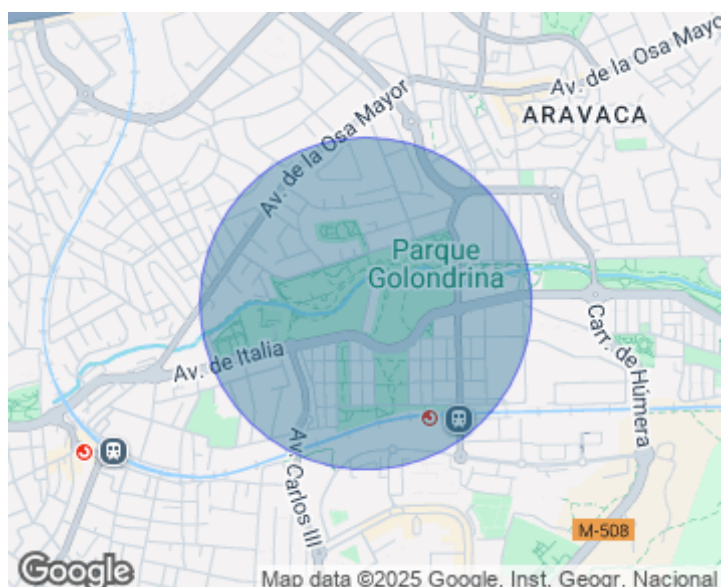 Av. de la Osa Mayor
ARAVACA
Av. de la Osa Mayor
Parque
Golondrina
Av. de Italia
Carr. de Húmera
Av. Carlos III
M-508
Google
Map data ©2025 Google, Inst. Geogr. Nacional